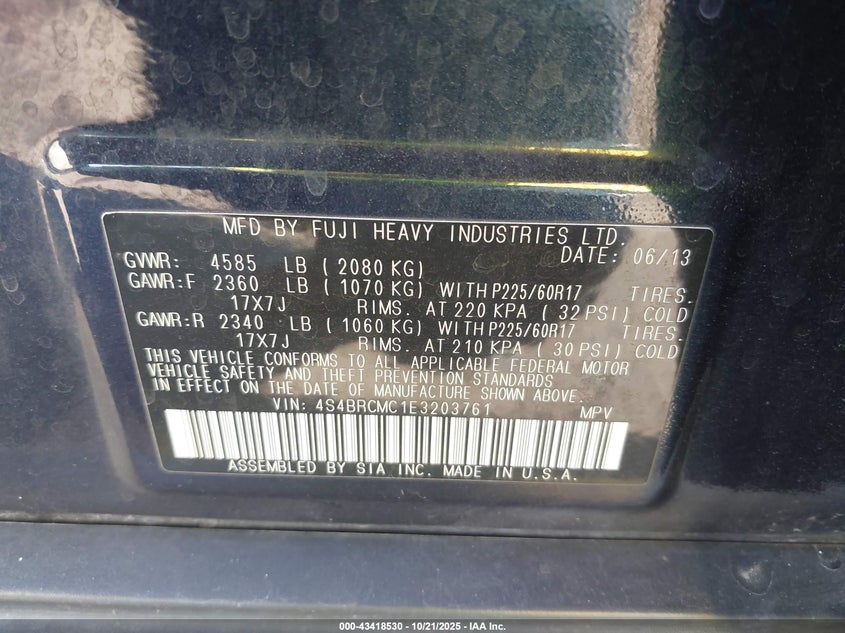 MFD BY FUJI HEAVY INDUSTRIES LTD.
DATE: 06/13
GVWR: 4585 LB ( 2080 KG)
GAWR:F 2360 LB ( 1070 KG) WITH P225/60R17 TIRES.
17X7J RIMS. AT 220 KPA ( 32 PSI) COLD
GAWR:R 2340 LB ( 1060 KG) WITH P225/60R17 TIRES.
17X7J RIMS. AT 210 KPA ( 30 PSI) COLD
THIS VEHICLE CONFORMS TO ALL APPLICABLE FEDERAL MOTOR
VEHICLE SAFETY AND THEFT PREVENTION STANDARDS
IN EFFECT ON THE DATE OF MANUFACTURE SHOWN ABOVE.
VIN: 4S4BRCMC1E3203761 MPV
ASSEMBLED BY SIA INC. MADE IN U.S.A.
000-43418530 - 10/21/2025 - IAA Inc.